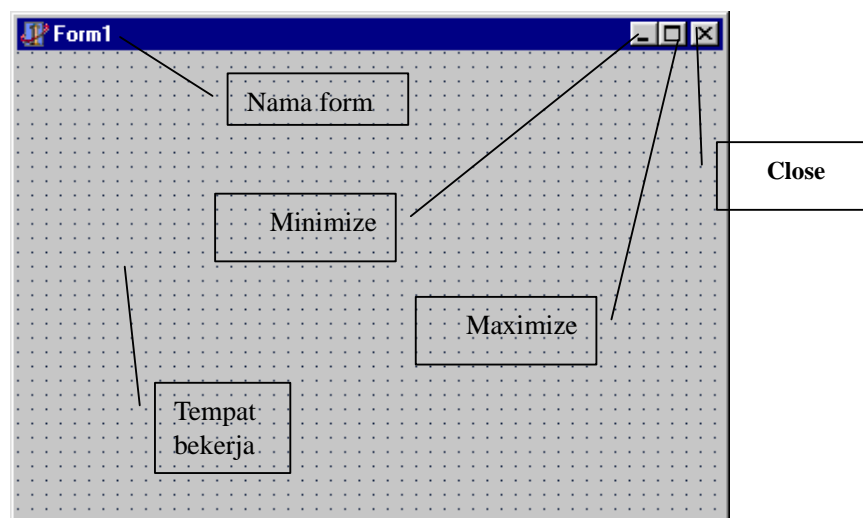 Form1
Nama form
Close
Minimize
Maximize
Tempat
bekerja